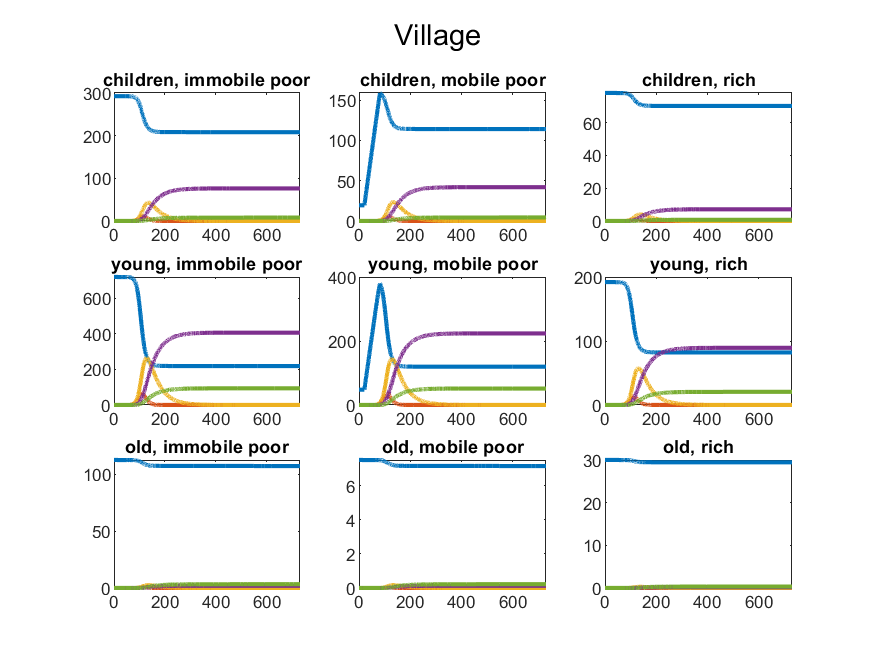 Village
children, immobile poor
children, mobile poor
children, rich
300
200
100
0
0 200 400 600
150
100
50
0
0 200 400 600
60
40
20
0
0 200 400 600
young, immobile poor
young, mobile poor
young, rich
600
400
200
0
0 200 400 600
400
200
0
0 200 400 600
200
100
0
0 200 400 600
old, immobile poor
old, mobile poor
old, rich
100
50
0
0 200 400 600
6
4
2
0
0 200 400 600
30
20
10
0
0 200 400 600